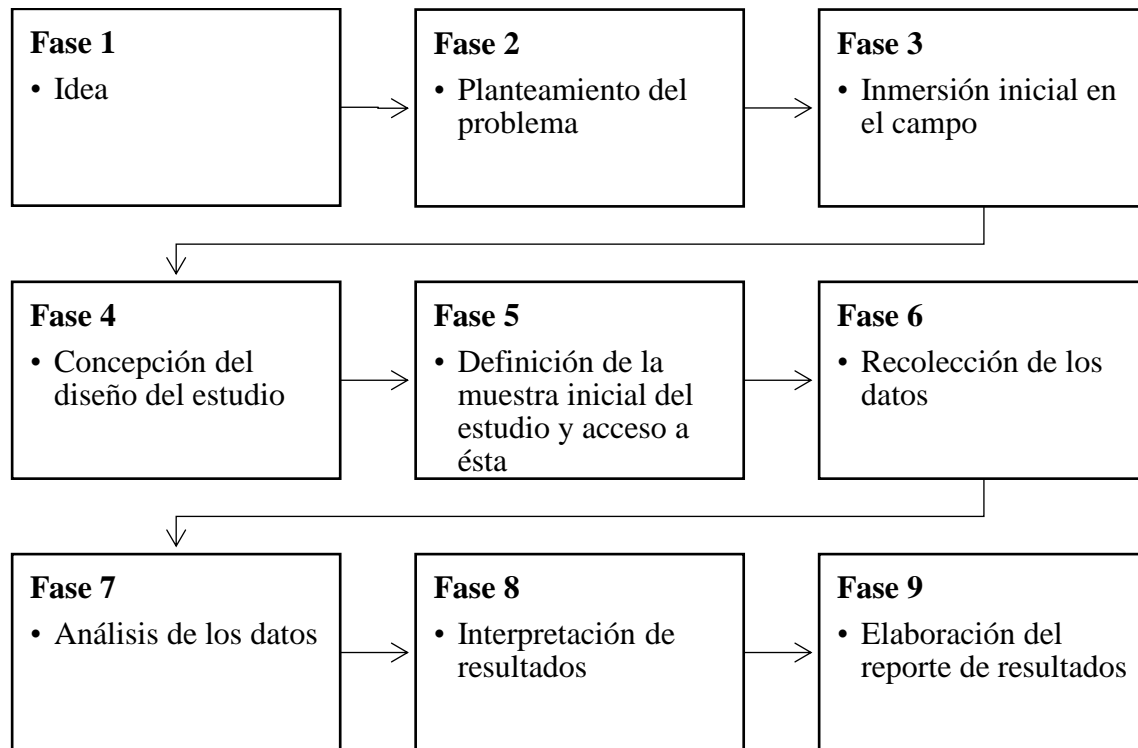 Fase 1
• Idea
Fase 2
• Planteamiento del
problema
Fase 3
• Inmersión inicial en
el campo
Fase 4
• Concepción del
diseño del estudio
Fase 5
• Definición de la
muestra inicial del
estudio y acceso a
ésta
Fase 6
• Recolección de los
datos
Fase 7
• Análisis de los datos
Fase 8
• Interpretación de
resultados
Fase 9
• Elaboración del
reporte de resultados